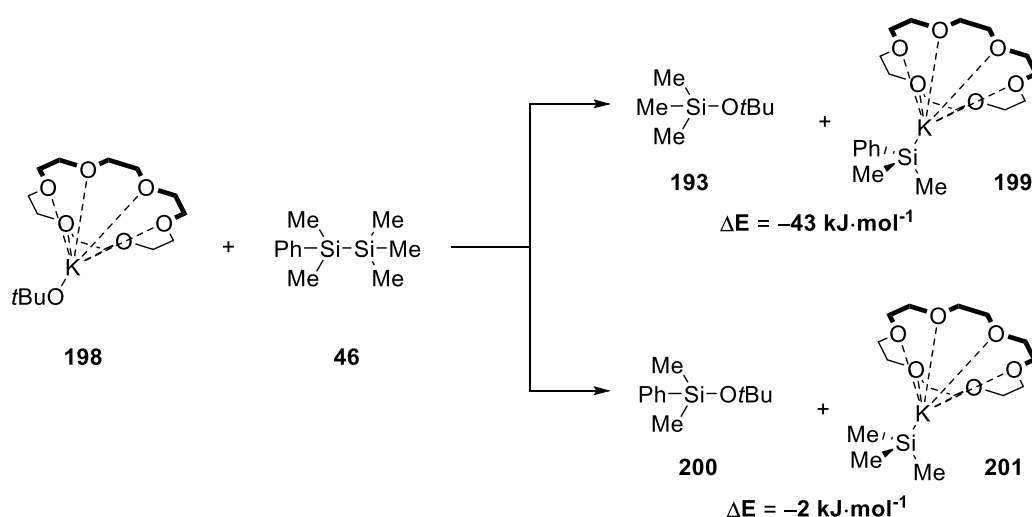 O O O O O O K tBuO
198
+
Me Me
Ph Si Si Me
Me Me
46
Me
Me Si OtBu
Me
193
+
O O O O O O K
Ph Si
Me Me
199
ΔE = –43 kJ·mol-1
Me
Ph Si OtBu
Me
200
+
O O O O O O K
Me Si
Me Me
201
ΔE = –2 kJ·mol-1